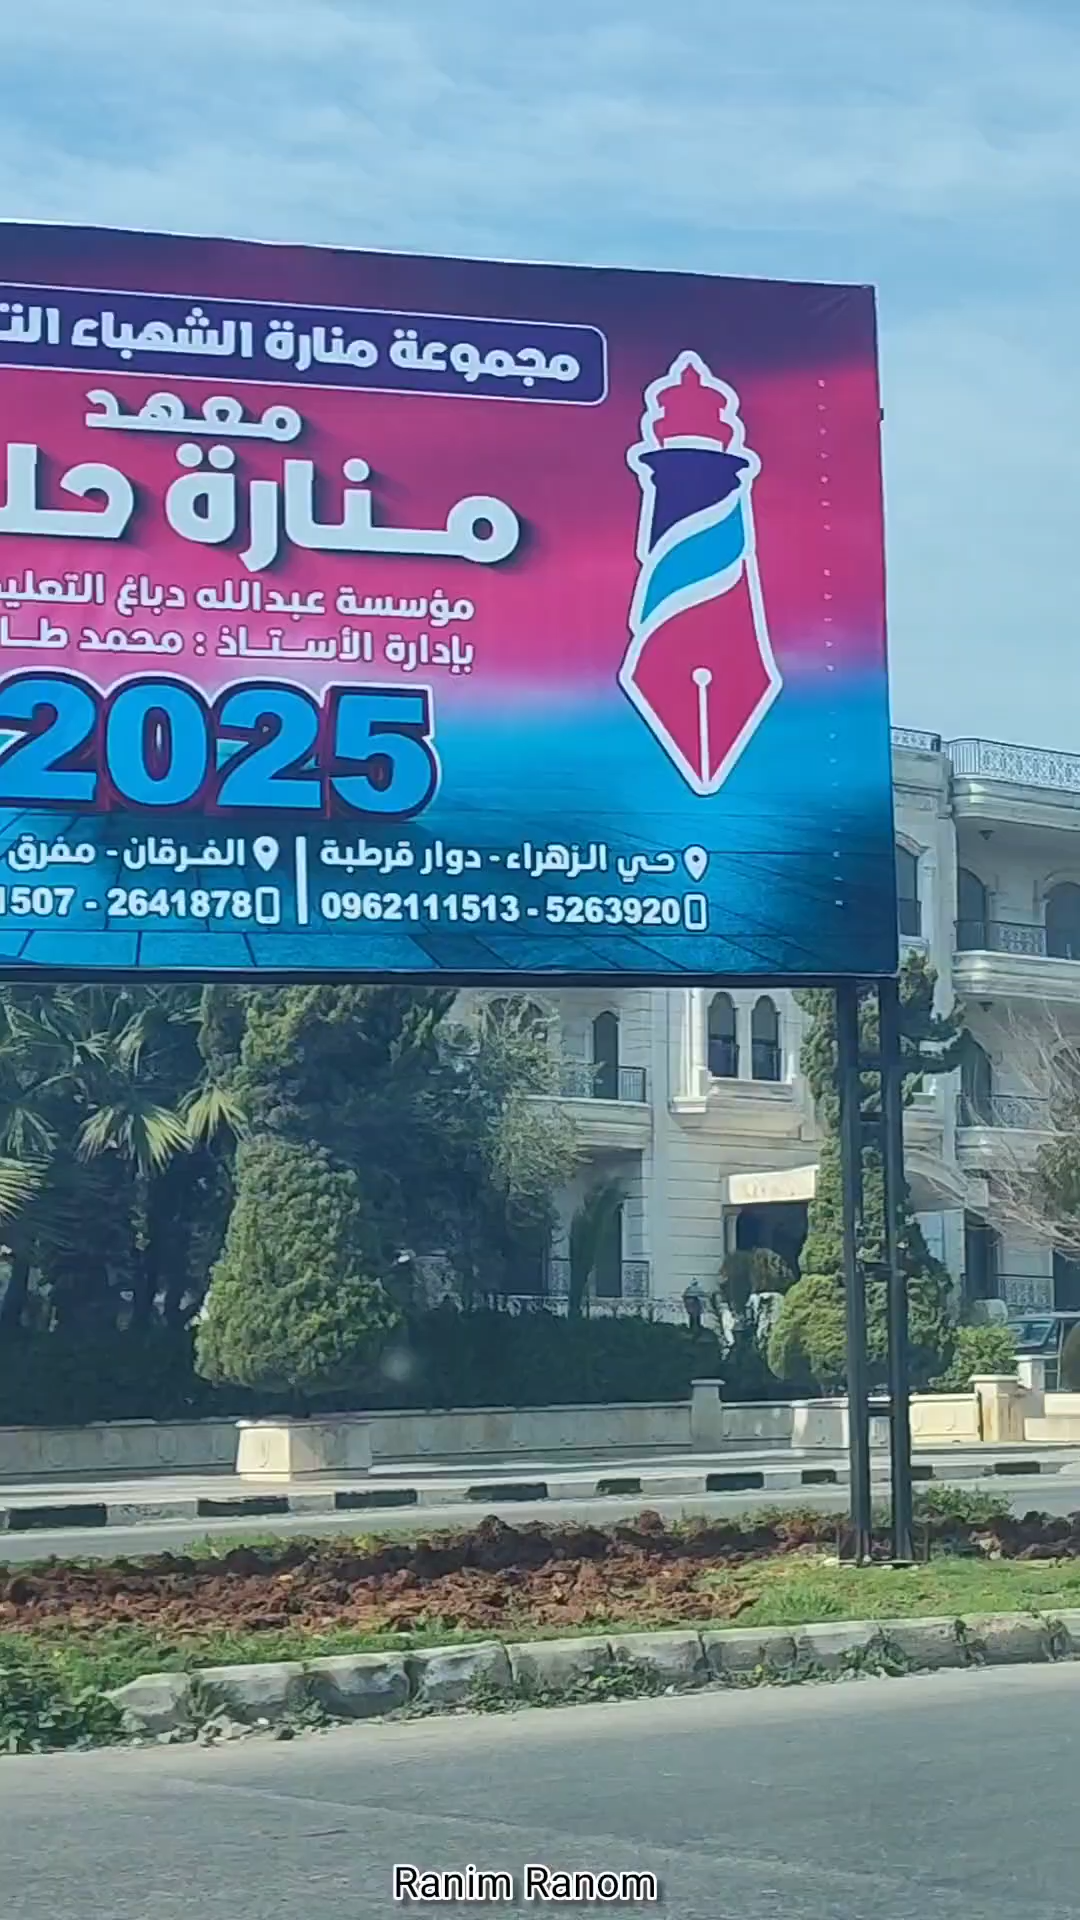 مجموعة منارة الشهباء
معهد
منارة
مؤسسة عبدالله دباغ
بإدارة الأستاذ : محمد
2025
حي الزهراء - دوار قرطبة | الفرقان - مفرق
0962111513 - 5263920 | 1507 - 2641878
Ranim Ranom